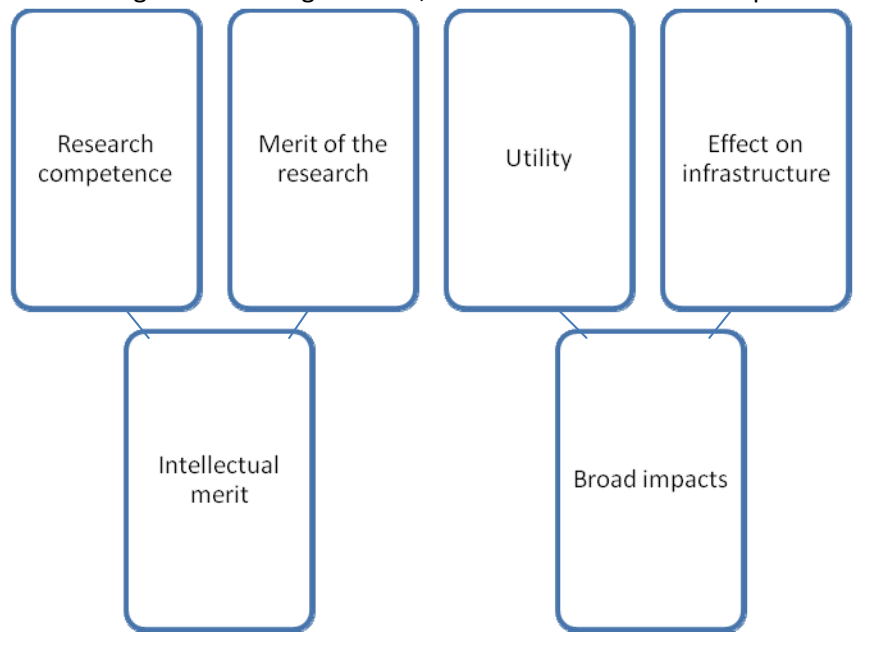 Research
competence
Merit of the
research
Utility
Effect on
infrastructure
Intellectual
merit
Broad impacts